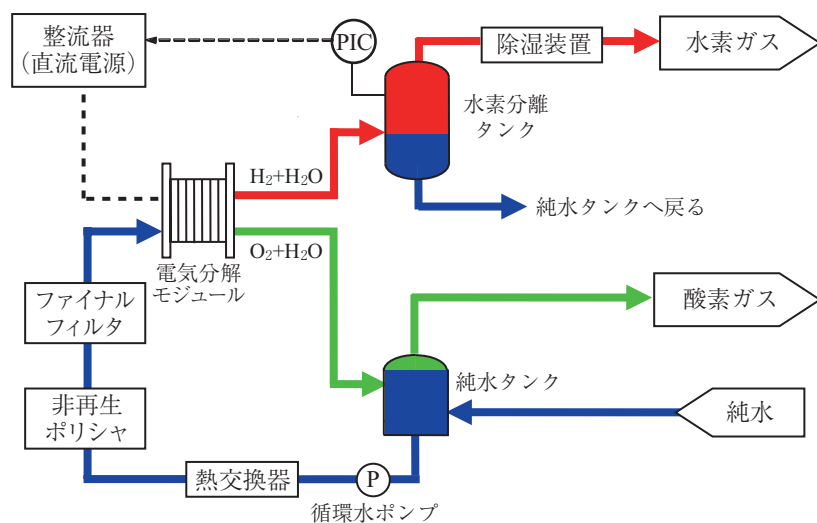 整流器
(直流電源)
PIC
除湿装置
水素ガス
水素分離
タンク
H₂+H₂O
純水タンクへ戻る
O₂+H₂O
電気分解
モジュール
ファイナル
フィルタ
酸素ガス
非再生
ポリシャ
純水タンク
純水
熱交換器
P
循環水ポンプ